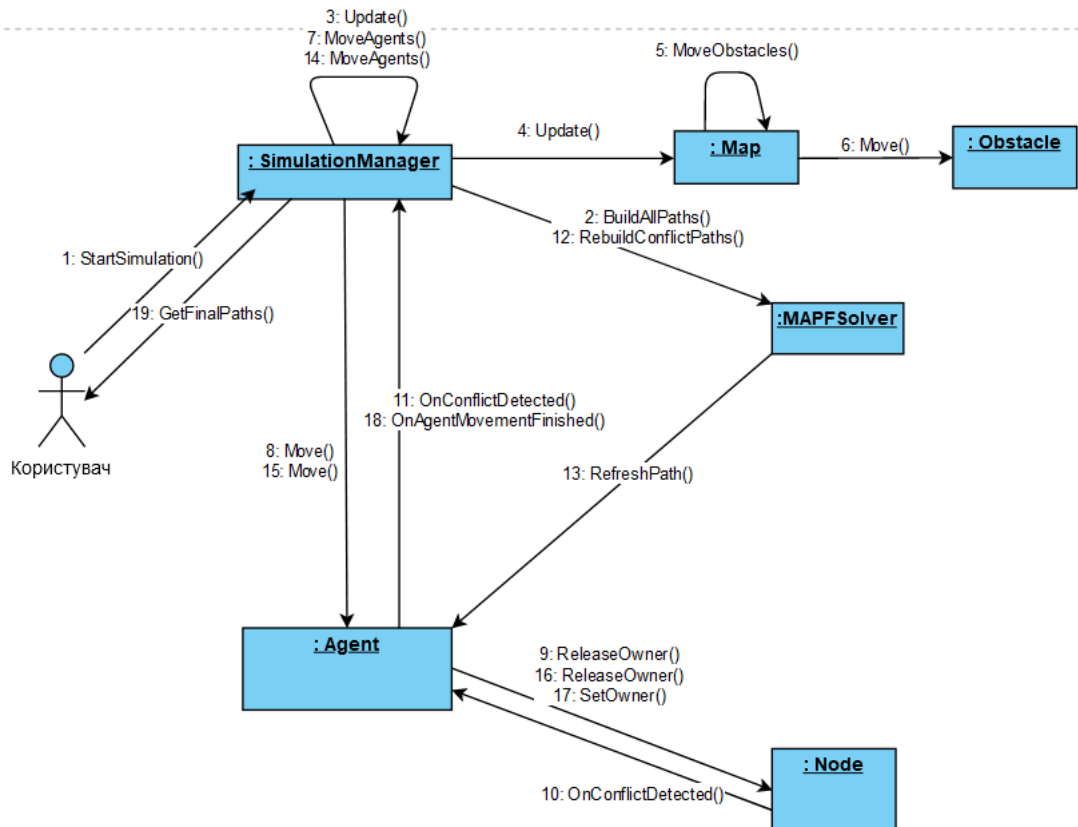 3: Update()
7: MoveAgents()
14: MoveAgents()
5: MoveObstacles()
4: Update()
: SimulationManager
: Map
6: Move()
: Obstacle
2: BuildAllPaths()
12: RebuildConflictPaths()
1: StartSimulation()
19: GetFinalPaths()
:MAPFSolver
11: OnConflictDetected()
18: OnAgentMovementFinished()
8: Move()
15: Move()
Користувач
13: RefreshPath()
: Agent
9: ReleaseOwner()
16: ReleaseOwner()
17: SetOwner()
: Node
10: OnConflictDetected()